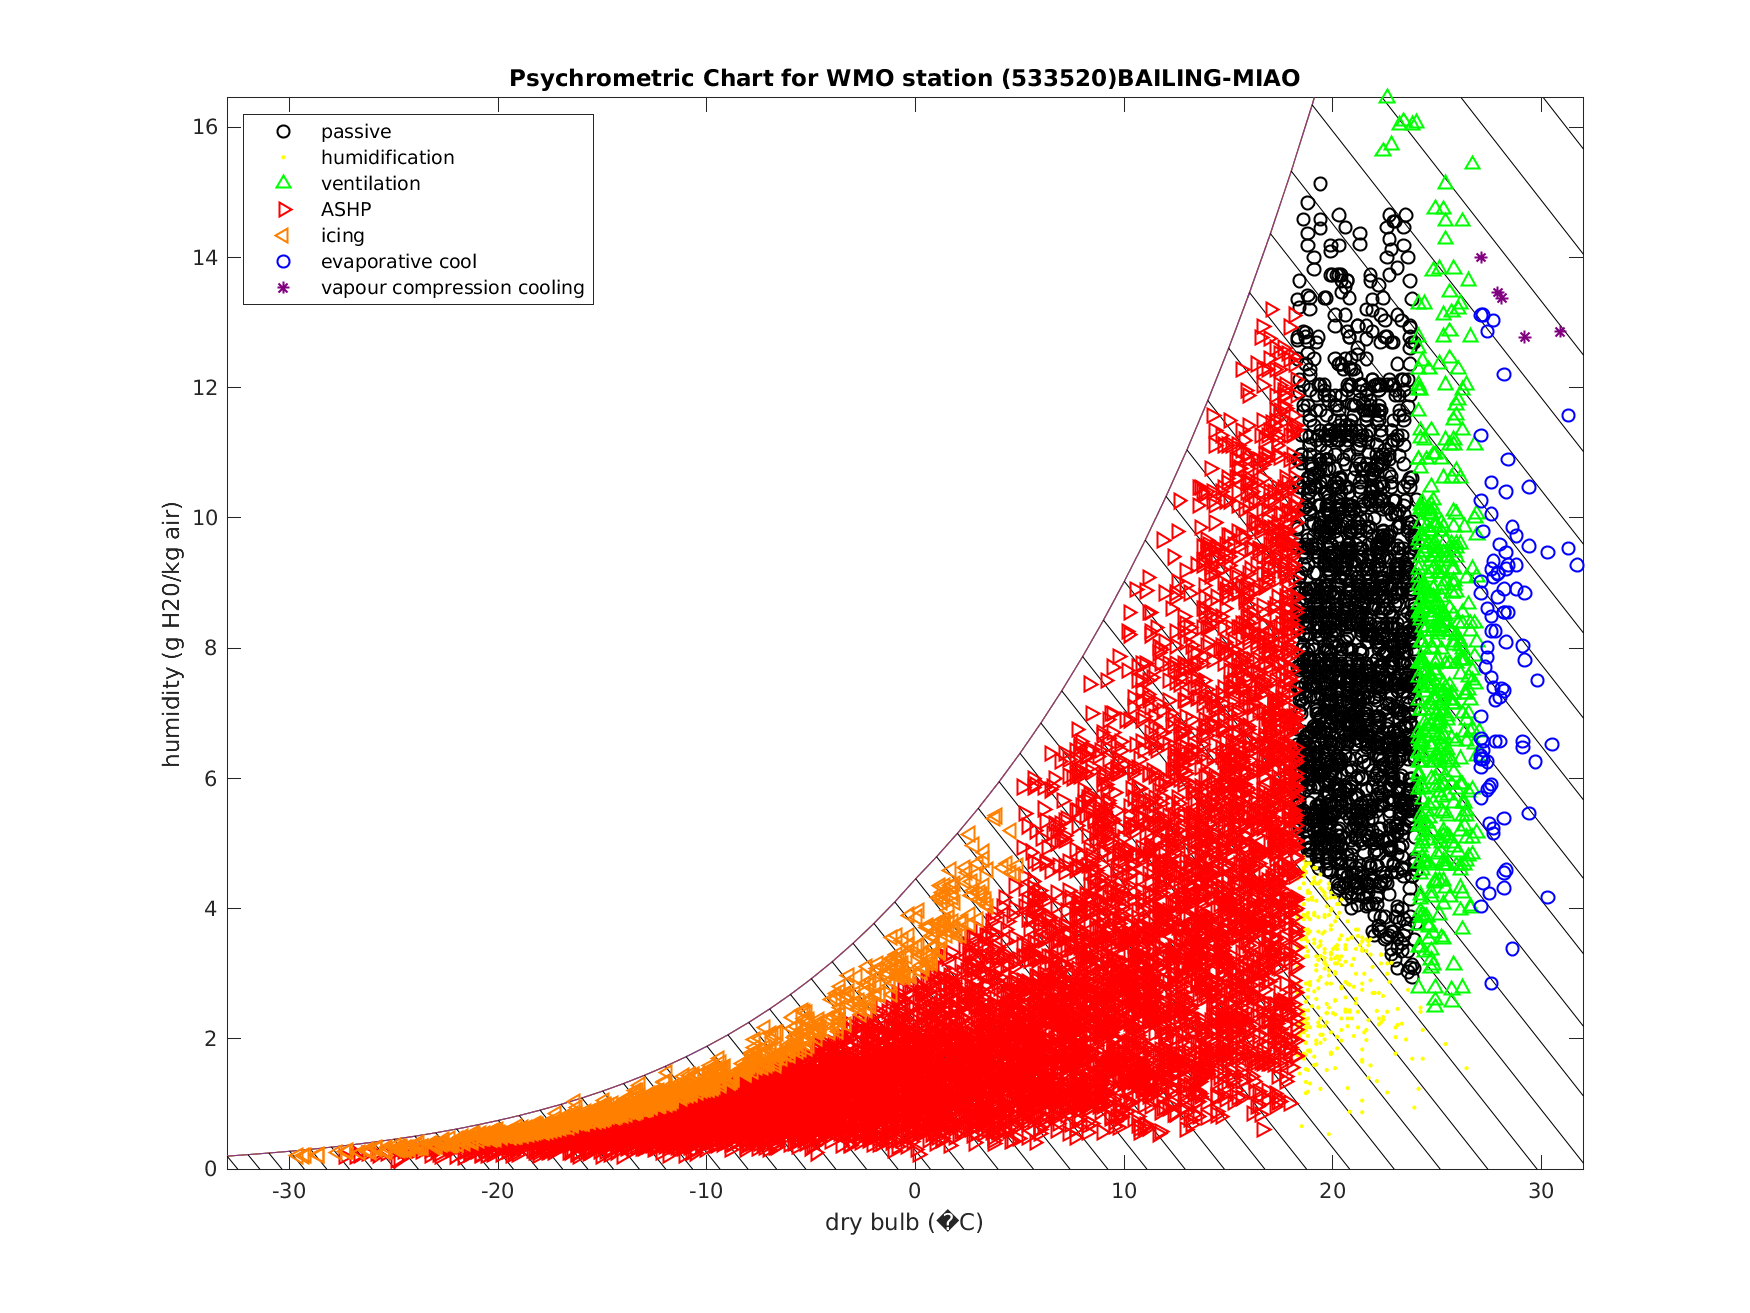 Psychrometric Chart for WMO station (533520)BAILING-MIAO
passive
humidification
ventilation
ASHP
icing
evaporative cool
vapour compression cooling
humidity (g H20/kg air)
16
14
12
10
8
6
4
2
0
-30
-20
-10
0
10
20
30
dry bulb (�C)